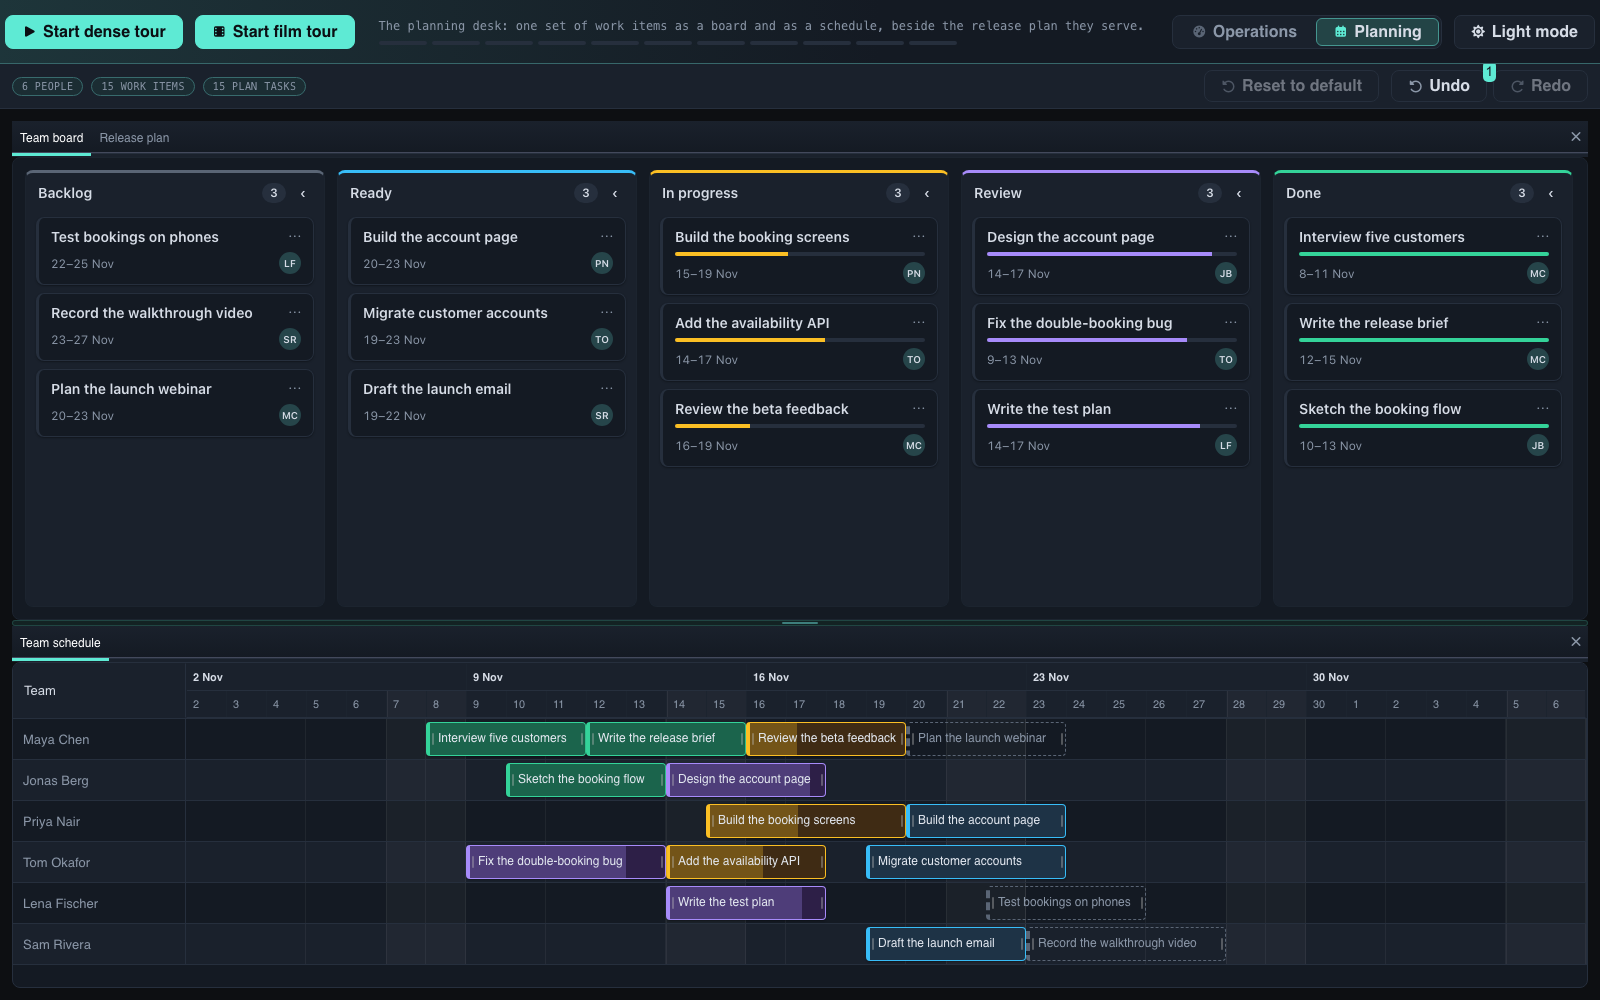 Start dense tour
Start film tour
The planning desk: one set of work items as a board and as a schedule, beside the release plan they serve.
Operations
Planning
Light mode
6 PEOPLE
15 WORK ITEMS
15 PLAN TASKS
Reset to default
Undo
1
Redo
Team board
Release plan
Backlog
3
Ready
3
In progress
3
Review
3
Done
3
Test bookings on phones
22–25 Nov
LF
Record the walkthrough video
23–27 Nov
SR
Plan the launch webinar
20–23 Nov
MC
Build the account page
20–23 Nov
PN
Migrate customer accounts
19–23 Nov
TO
Draft the launch email
19–22 Nov
SR
Build the booking screens
15–19 Nov
PN
Add the availability API
14–17 Nov
TO
Review the beta feedback
16–19 Nov
MC
Design the account page
14–17 Nov
JB
Fix the double-booking bug
9–13 Nov
TO
Write the test plan
14–17 Nov
LF
Interview five customers
8–11 Nov
MC
Write the release brief
12–15 Nov
MC
Sketch the booking flow
10–13 Nov
JB
Team schedule
Team
2 Nov
9 Nov
16 Nov
23 Nov
30 Nov
2 3 4 5 6 7 8 9 10 11 12 13 14 15 16 17 18 19 20 21 22 23 24 25 26 27 28 29 30 1 2 3 4 5 6
Maya Chen
Interview five customers
Write the release brief
Review the beta feedback
Plan the launch webinar
Jonas Berg
Sketch the booking flow
Design the account page
Priya Nair
Build the booking screens
Build the account page
Tom Okafor
Fix the double-booking bug
Add the availability API
Migrate customer accounts
Lena Fischer
Write the test plan
Test bookings on phones
Sam Rivera
Draft the launch email
Record the walkthrough video